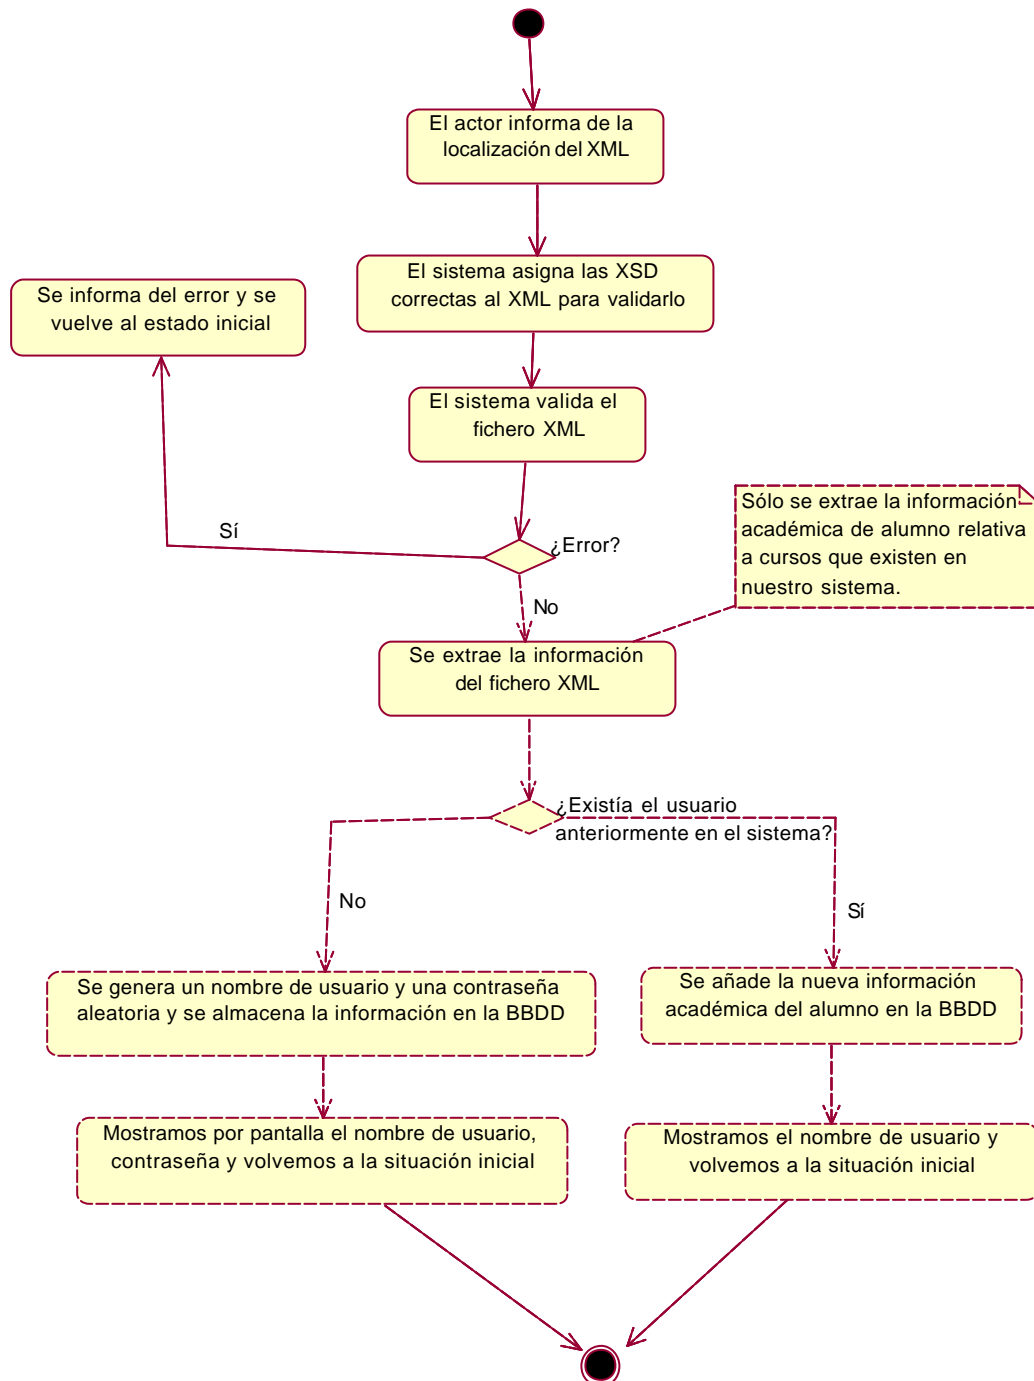 El actor informa de la
localización del XML
El sistema asigna las XSD
correctas al XML para validarlo
Se informa del error y se
vuelve al estado inicial
El sistema valida el
fichero XML
Sólo se extrae la información
académica de alumno relativa
a cursos que existen en
nuestro sistema.
Sí
¿Error?
No
Se extrae la información
del fichero XML
¿Existía el usuario
anteriormente en el sistema?
No
Sí
Se genera un nombre de usuario y una contraseña
aleatoria y se almacena la información en la BBDD
Se añade la nueva información
académica del alumno en la BBDD
Mostramos por pantalla el nombre de usuario,
contraseña y volvemos a la situación inicial
Mostramos el nombre de usuario y
volvemos a la situación inicial